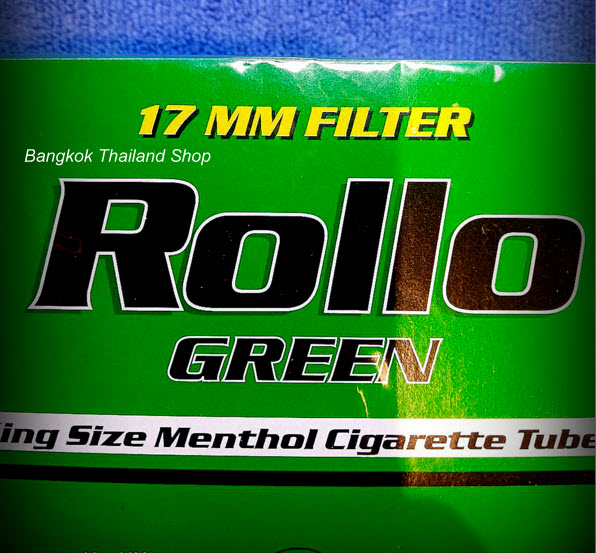 17 MM FILTER
Bangkok Thailand Shop
Rollo
GREEN
ing Size Menthol Cigarette Tube